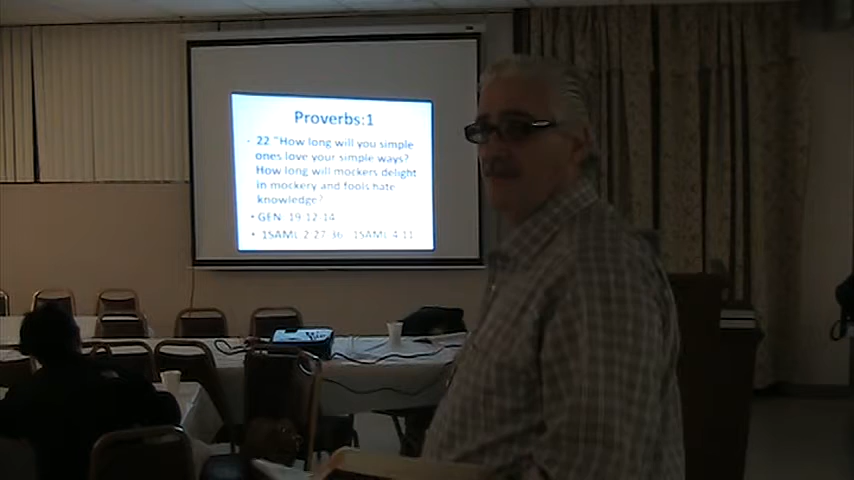 Proverbs:1
• 22 "How long will you simple
ones love your simple ways?
How long will mockers delight
in mockery and fools hate
knowledge?
• GEN: 19:12-14
• 1SAML 2:27-36, 1SAML 4:11